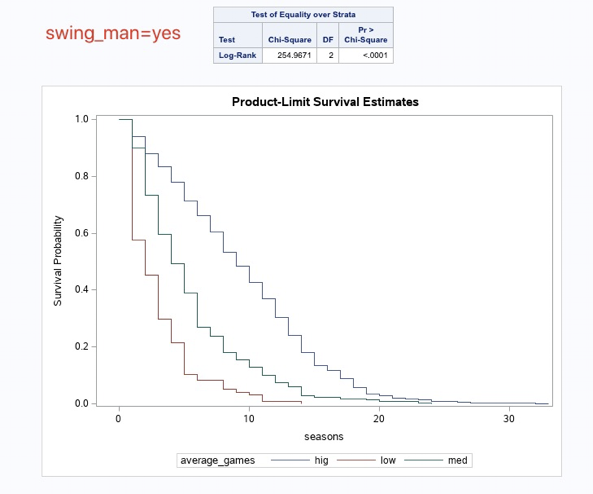 swing_man=yes
Test of Equality over Strata
Test Chi-Square DF Pr > Chi-Square
Log-Rank 254.9671 2 <.0001
Product-Limit Survival Estimates
Survival Probability
1.0
0.8
0.6
0.4
0.2
0.0
0 10 20 30
seasons
average_games hig low med